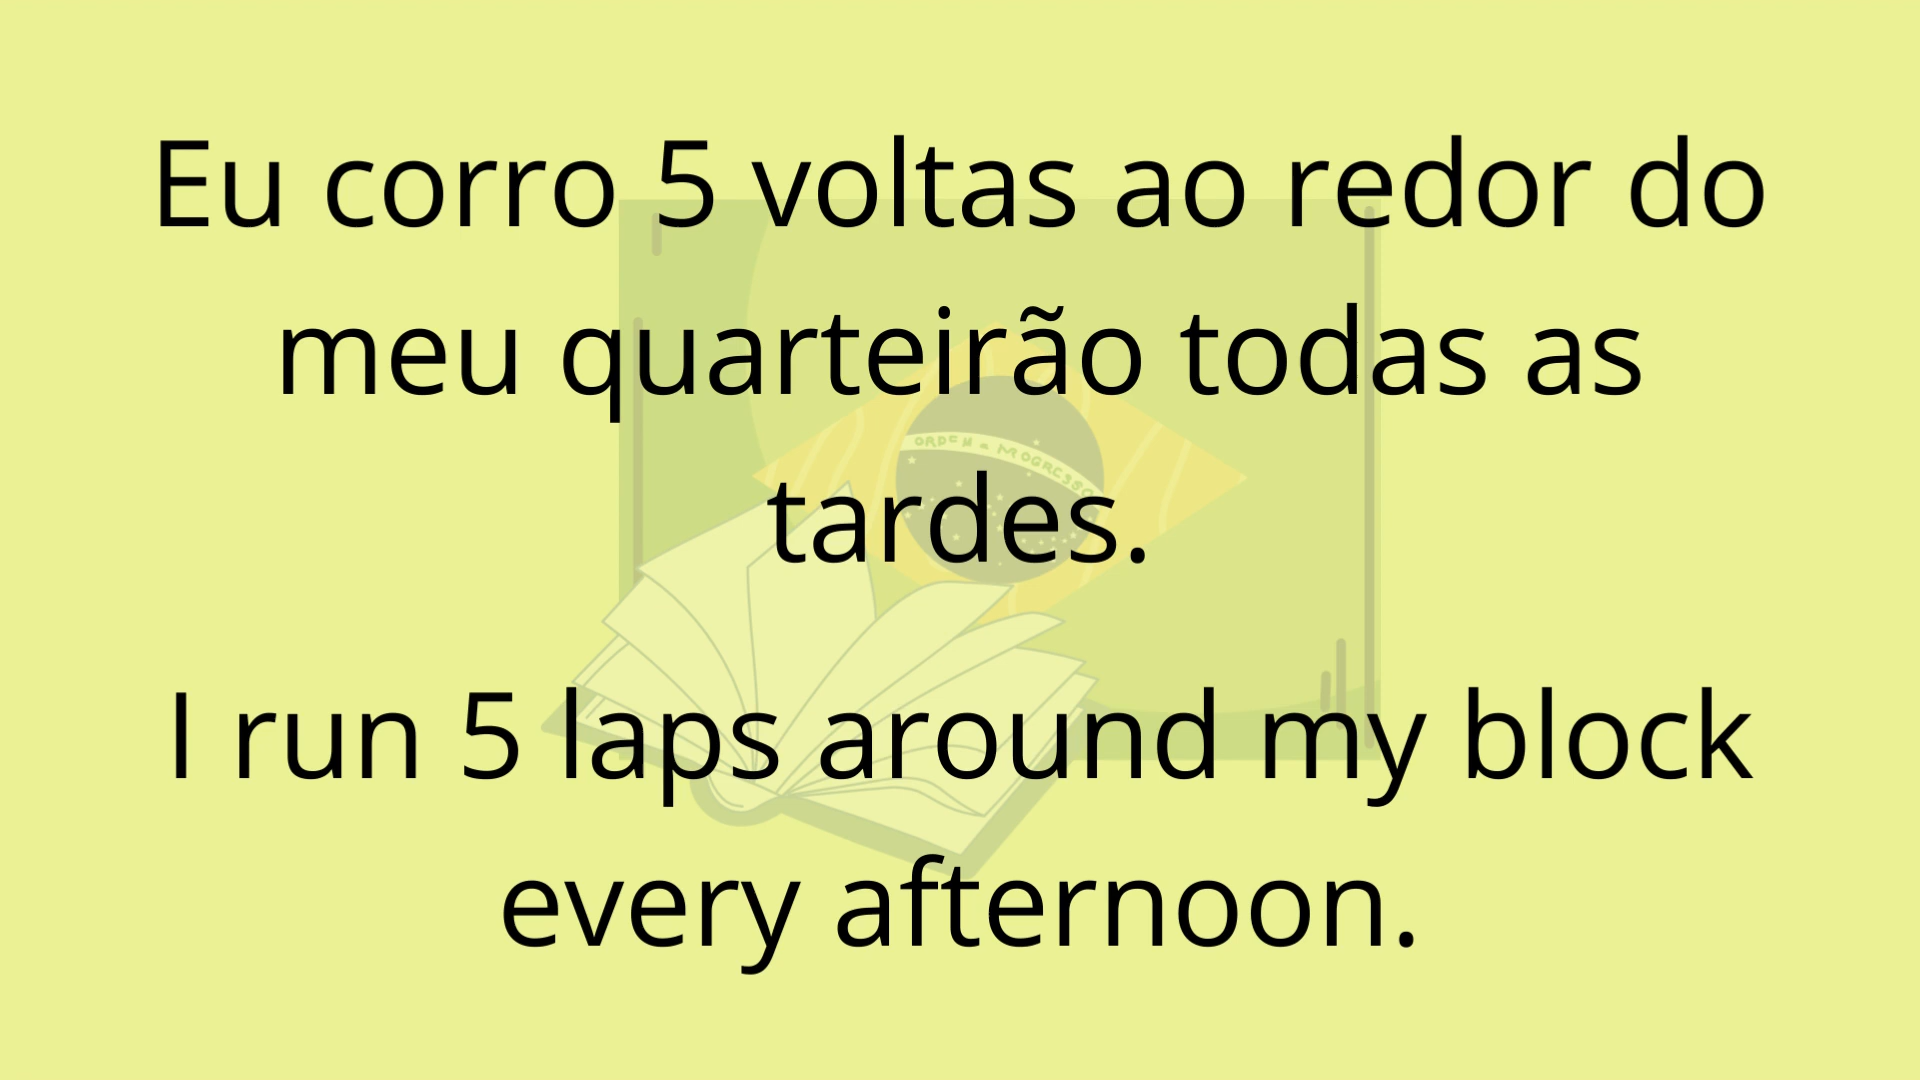 Eu corro 5 voltas ao redor do
meu quarteirão todas as
tardes.
I run 5 laps around my block
every afternoon.